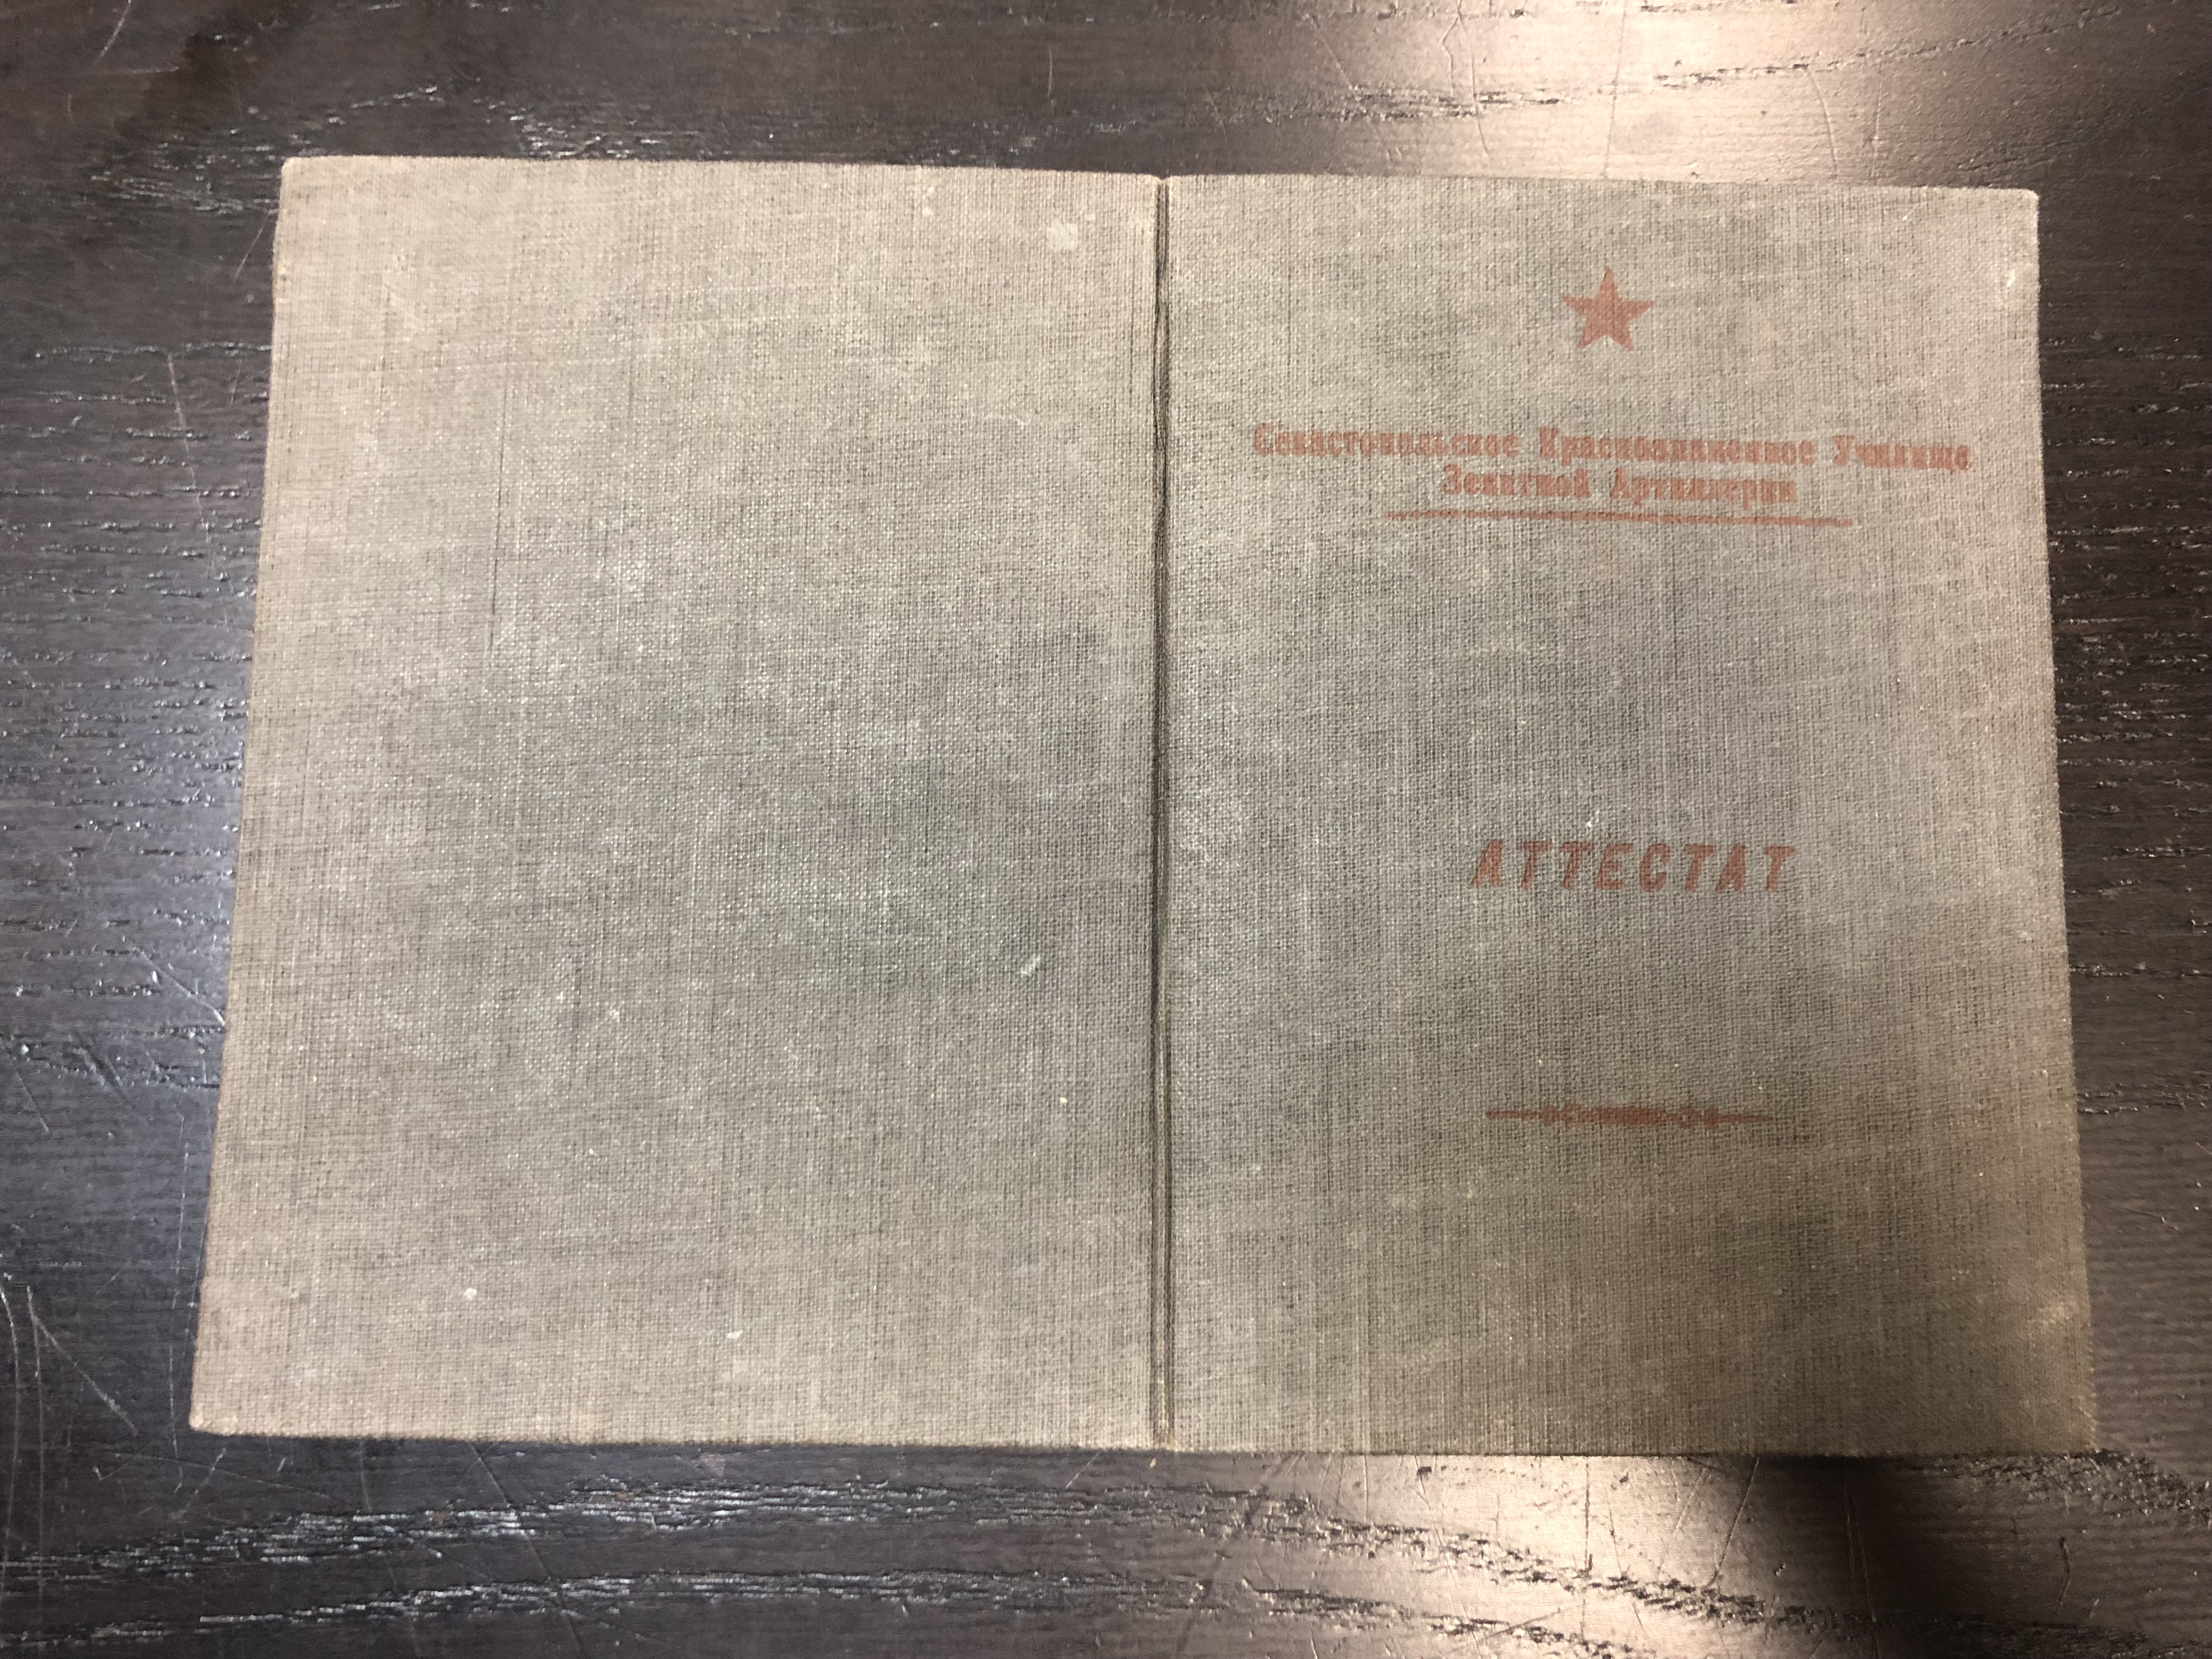 Севастопольское Краснознаменное Училище
Зенитной Артиллерии
АТТЕСТАТ